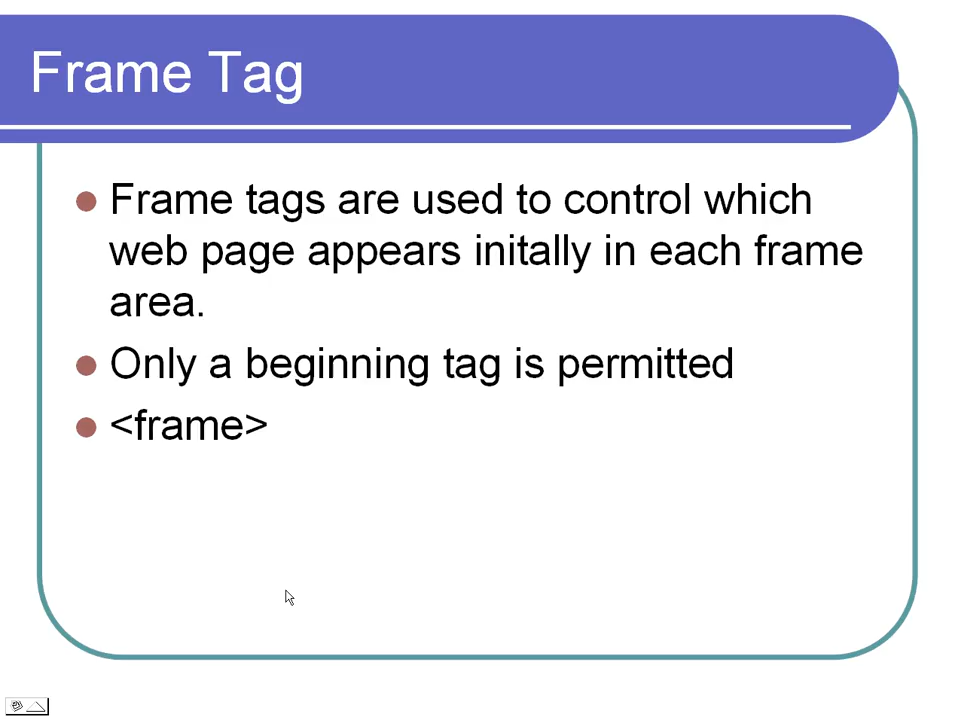 Frame Tag
Frame tags are used to control which
web page appears initally in each frame
area.
Only a beginning tag is permitted
<frame>